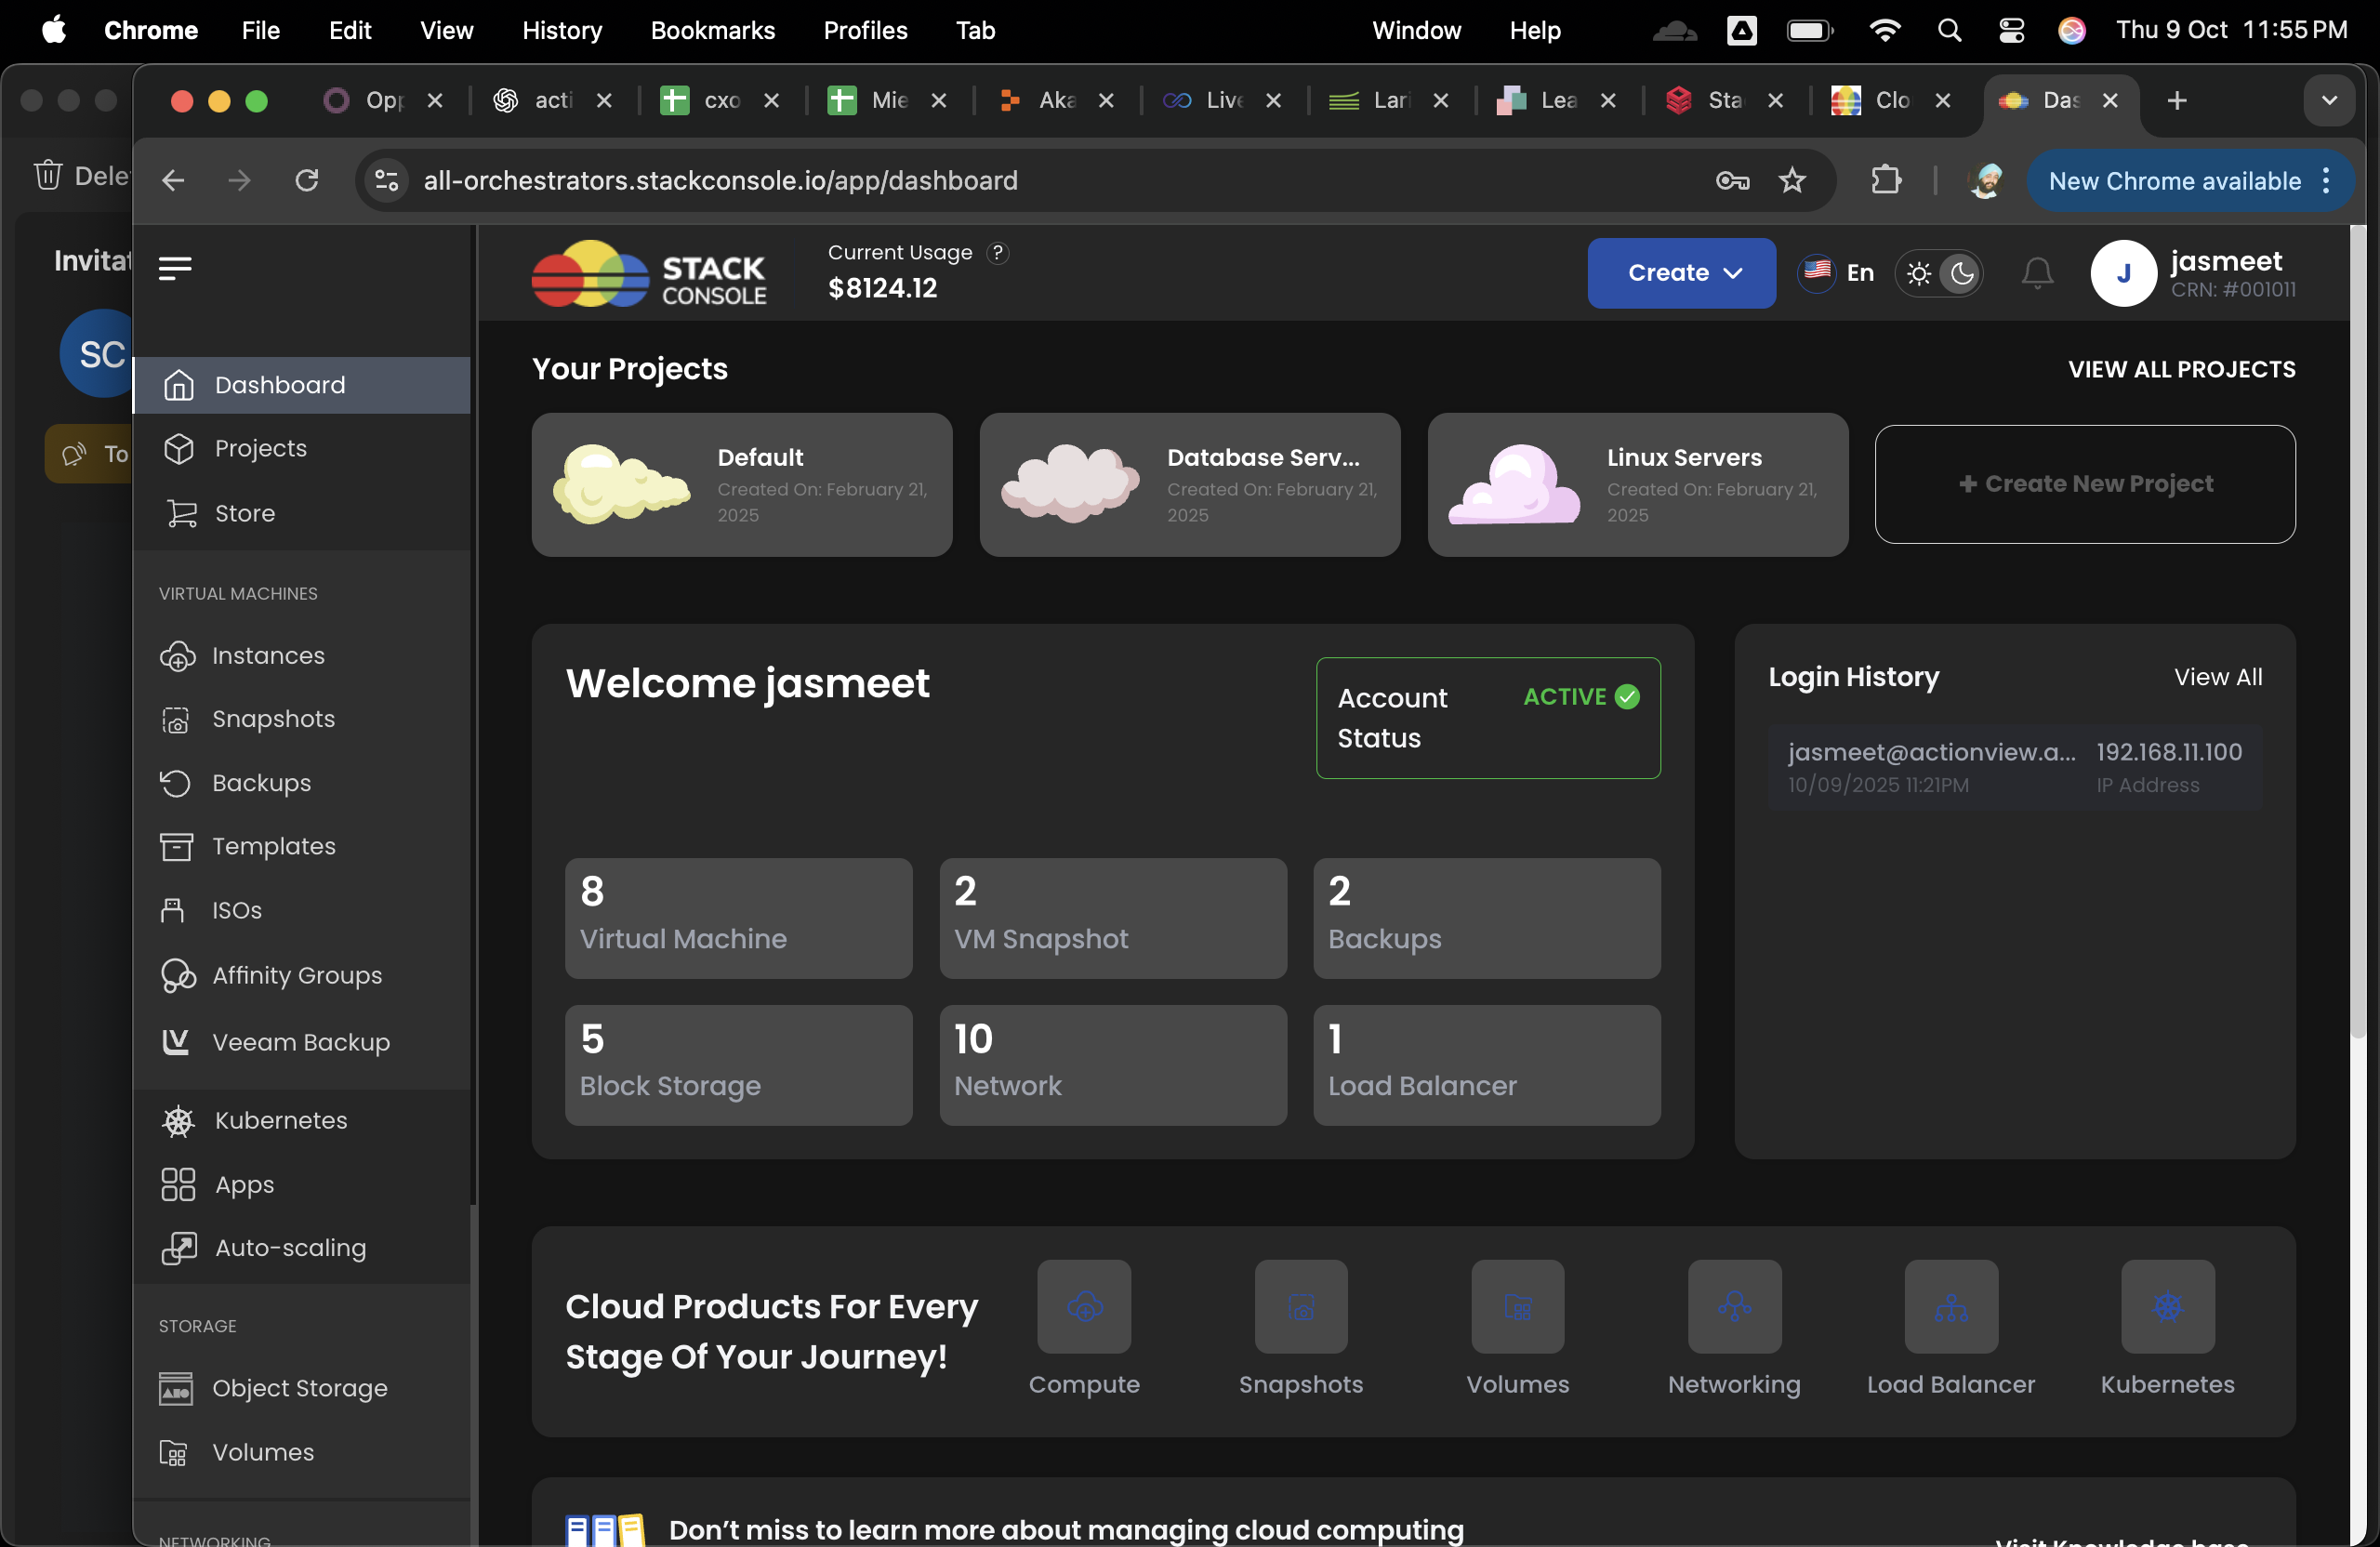 Chrome File Edit View History Bookmarks Profiles Tab Window Help Thu 9 Oct 11:55 PM
Opp acti cxo Mie Aka Live Lari Lea Sta Clo Das
Dele
all-orchestrators.stackconsole.io/app/dashboard
New Chrome available
Invitat
SC
To
STACK CONSOLE
Current Usage ?
$8124.12
Create
En
J
jasmeet
CRN: #001011
Dashboard
Projects
Store
VIRTUAL MACHINES
Instances
Snapshots
Backups
Templates
ISOs
Affinity Groups
Veeam Backup
Kubernetes
Apps
Auto-scaling
STORAGE
Object Storage
Volumes
NETWORKING
Your Projects
VIEW ALL PROJECTS
Default
Created On: February 21,
2025
Database Serv...
Created On: February 21,
2025
Linux Servers
Created On: February 21,
2025
+ Create New Project
Welcome jasmeet
Account
Status
ACTIVE
8
Virtual Machine
2
VM Snapshot
2
Backups
5
Block Storage
10
Network
1
Load Balancer
Login History
View All
jasmeet@actionview.a... 192.168.11.100
10/09/2025 11:21PM IP Address
Cloud Products For Every
Stage Of Your Journey!
Compute
Snapshots
Volumes
Networking
Load Balancer
Kubernetes
Don't miss to learn more about managing cloud computing
Visit Knowledge base